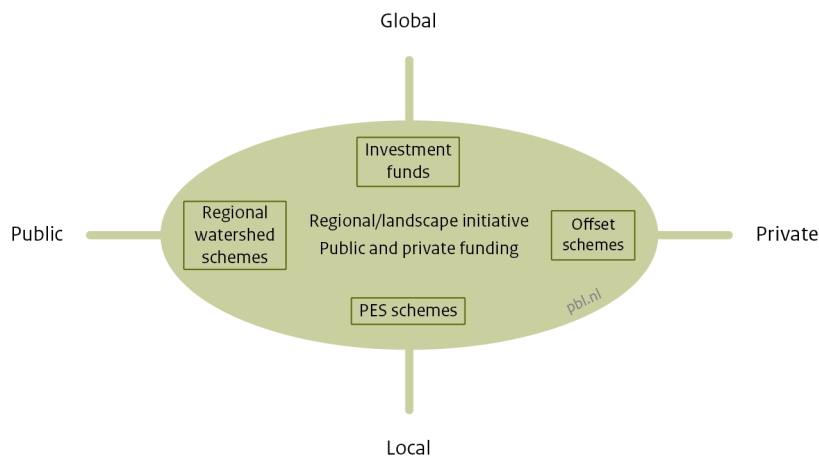 Global
Investment
funds
Regional
watershed
schemes
Regional/landscape initiative
Public and private funding
Offset
schemes
Public
Private
PES schemes
pbl.nl
Local